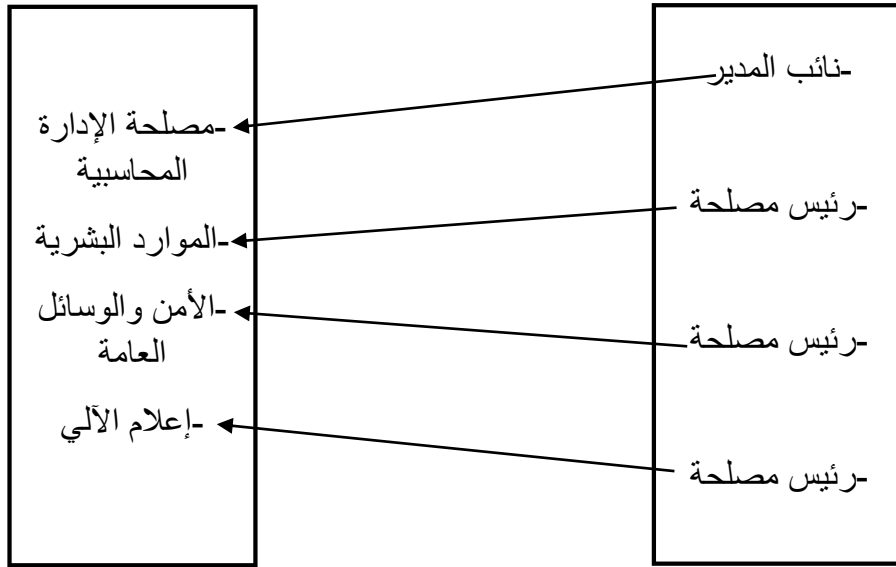 -نائب المدير
-رئيس مصلحة
-رئيس مصلحة
-رئيس مصلحة
-مصلحة الإدارة
المحاسبية
-الموارد البشرية
-الأمن والوسائل
العامة
-إعلام الآلي